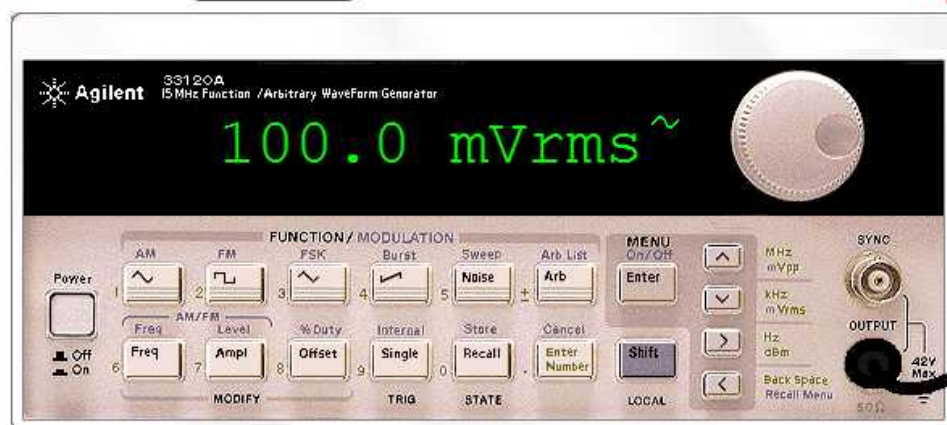 Agilent 33120A
15 MHz Function / Arbitrary WaveForm Generator
100.0 mVrms~
FUNCTION / MODULATION
AM FM FSK Burst Sweep Arb List
MENU
On/Off
Power
1 2 3 4 5 Noise ± Arb Enter
AM/FM
Freq Level % Duty Internal Store Cancel
6 Freq 7 Ampl 8 Offset 9 Single 0 Recall . Enter Number Shift
Off
On
MODIFY TRIG STATE LOCAL
MHz
mVpp
kHz
mVrms
Hz
dBm
Back Space
Recall Menu
SYNC
OUTPUT
42V
Max
50Ω